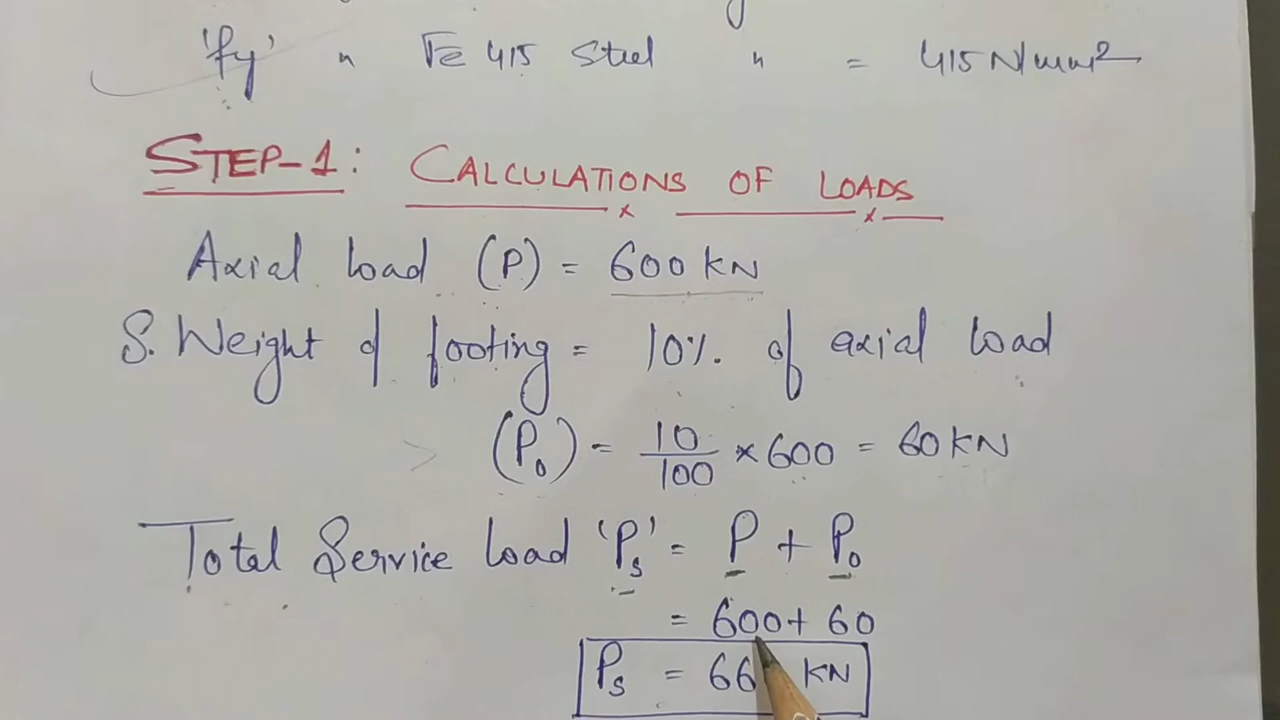 'fy' " Fe 415 Steel " = 415 N/mm²
STEP-1: CALCULATIONS OF LOADS
Axial load (P) = 600 KN
S. Weight of footing = 10% of axial load
(P₀) = 10/100 × 600 = 60 KN
Total Service load 'Ps' = P + P₀
= 600 + 60
Ps = 66 KN